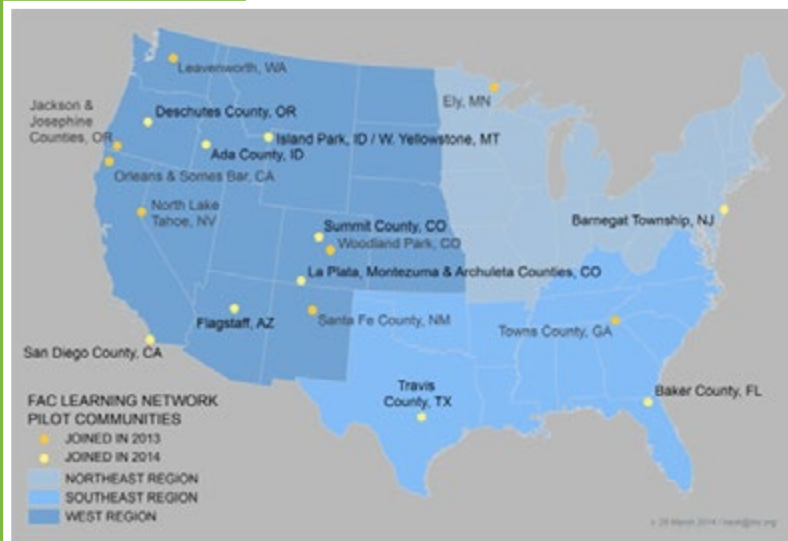 Leavenworth, WA
Ely, MN
Jackson &
Josephine
Counties, OR
Deschutes County, OR
Island Park, ID / W. Yellowstone, MT
Ada County, ID
Orleans & Somes Bar, CA
North Lake
Tahoe, NV
Summit County, CO
Woodland Park, CO
Barnegat Township, NJ
La Plata, Montezuma & Archuleta Counties, CO
Flagstaff, AZ
Santa Fe County, NM
Towns County, GA
San Diego County, CA
Travis
County, TX
Baker County, FL
FAC LEARNING NETWORK
PILOT COMMUNITIES
JOINED IN 2013
JOINED IN 2014
NORTHEAST REGION
SOUTHEAST REGION
WEST REGION
March 2014